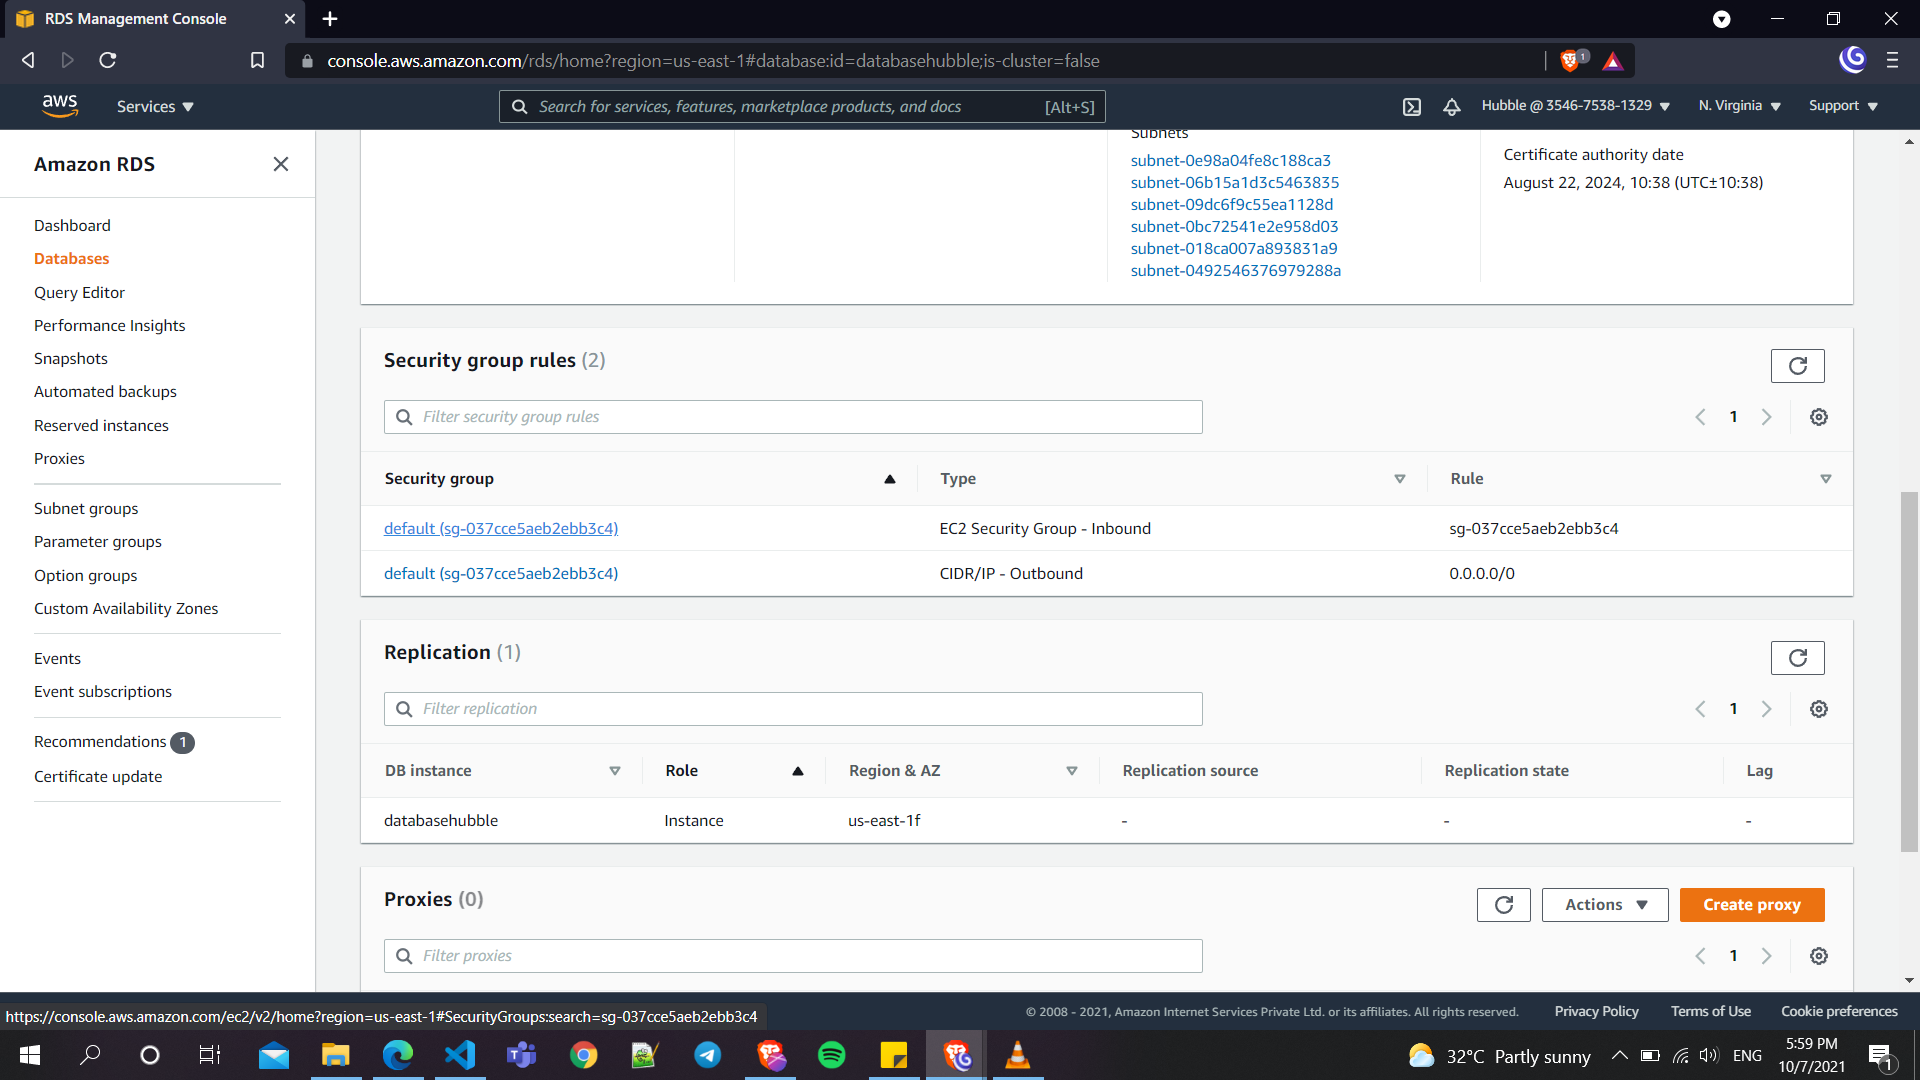 RDS Management Console
console.aws.amazon.com/rds/home?region=us-east-1#database:id=databasehubble;is-cluster=false
1
aws
Services
Search for services, features, marketplace products, and docs [Alt+S]
Hubble @ 3546-7538-1329
N. Virginia
Support
Amazon RDS
Dashboard
Databases
Query Editor
Performance Insights
Snapshots
Automated backups
Reserved instances
Proxies
Subnet groups
Parameter groups
Option groups
Custom Availability Zones
Events
Event subscriptions
Recommendations 1
Certificate update
Subnets
subnet-0e98a04fe8c188ca3
subnet-06b15a1d3c5463835
subnet-09dc6f9c55ea1128d
subnet-0bc72541e2e958d03
subnet-018ca007a893831a9
subnet-0492546376979288a
Certificate authority date
August 22, 2024, 10:38 (UTC±10:38)
Security group rules (2)
Filter security group rules
1
Security group Type Rule
default (sg-037cce5aeb2ebb3c4) EC2 Security Group - Inbound sg-037cce5aeb2ebb3c4
default (sg-037cce5aeb2ebb3c4) CIDR/IP - Outbound 0.0.0.0/0
Replication (1)
Filter replication
1
DB instance Role Region & AZ Replication source Replication state Lag
databasehubble Instance us-east-1f - - -
Proxies (0)
Actions
Create proxy
Filter proxies
1
https://console.aws.amazon.com/ec2/v2/home?region=us-east-1#SecurityGroups:search=sg-037cce5aeb2ebb3c4
© 2008 - 2021, Amazon Internet Services Private Ltd. or its affiliates. All rights reserved.
Privacy Policy
Terms of Use
Cookie preferences
32°C Partly sunny
ENG
5:59 PM
10/7/2021
1